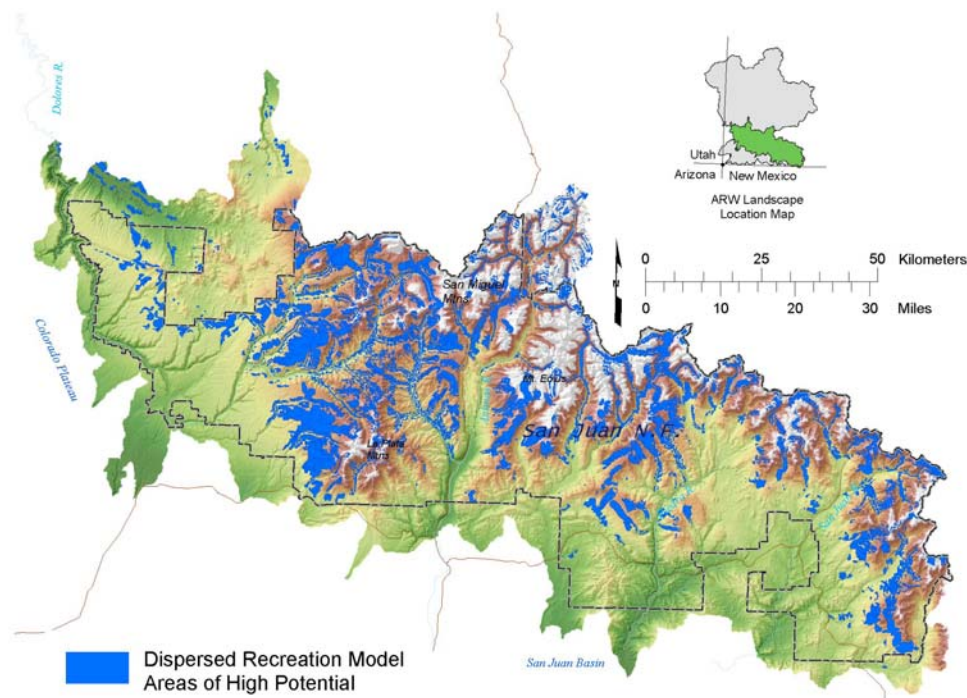 Dolores R.
Utah
Arizona
New Mexico
ARW Landscape
Location Map
N
0 25 50 Kilometers
0 10 20 30 Miles
San Miguel
Mtns.
Colorado Plateau
Mt. Eolus
San Juan N.F.
La Plata
Mtns
San Juan
Dispersed Recreation Model
Areas of High Potential
San Juan Basin